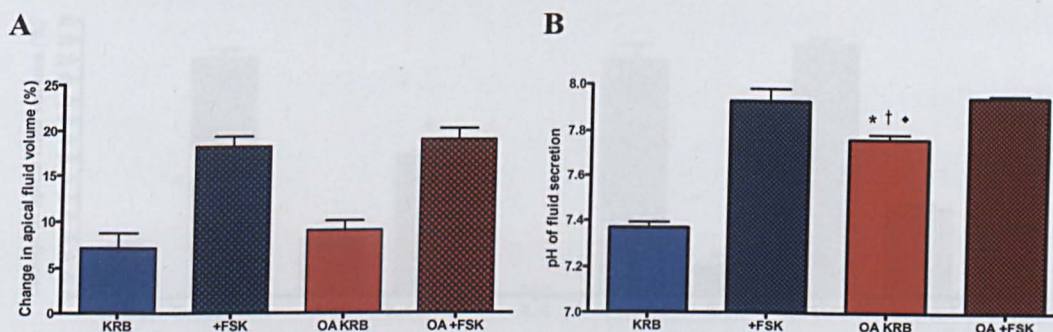 A
Change in apical fluid volume (%)
25
20
15
10
5
0
KRB
+FSK
OA KRB
OA +FSK
B
pH of fluid secretion
8.0
7.8
7.6
7.4
7.2
7.0
* † ⬥
KRB
+FSK
OA KRB
OA +FSK